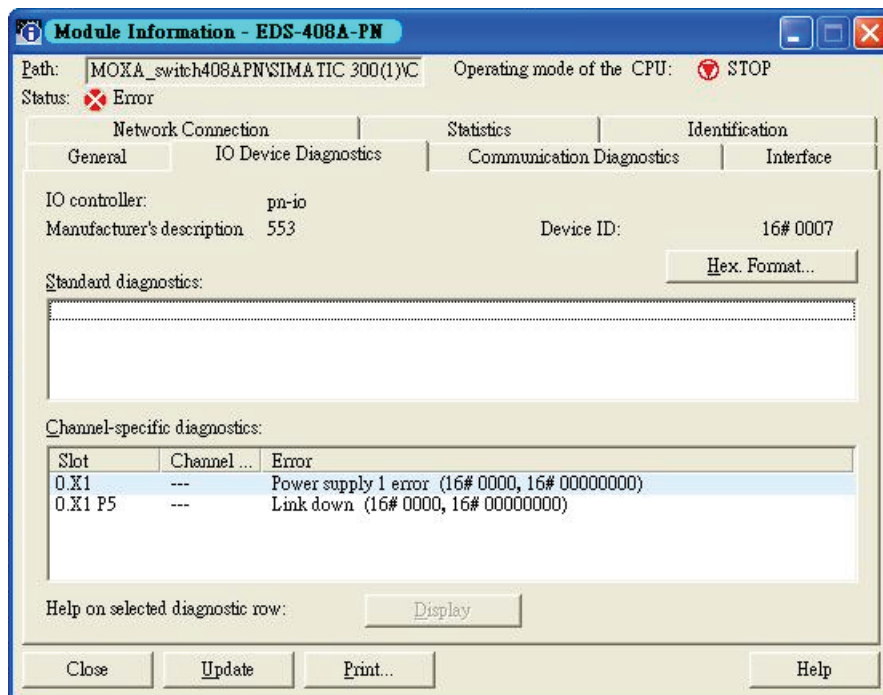 Module Information - EDS-408A-PN
Path: MOXA_switch408APN\SIMATIC 300(1)\C Operating mode of the CPU: STOP
Status: Error
Network Connection Statistics Identification
General IO Device Diagnostics Communication Diagnostics Interface
IO controller: pn-io
Manufacturer's description 553 Device ID: 16# 0007
Hex. Format...
Standard diagnostics:
Channel-specific diagnostics:
Slot Channel ... Error
0.X1 --- Power supply 1 error (16# 0000, 16# 00000000)
0.X1 P5 --- Link down (16# 0000, 16# 00000000)
Help on selected diagnostic row: Display
Close Update Print... Help